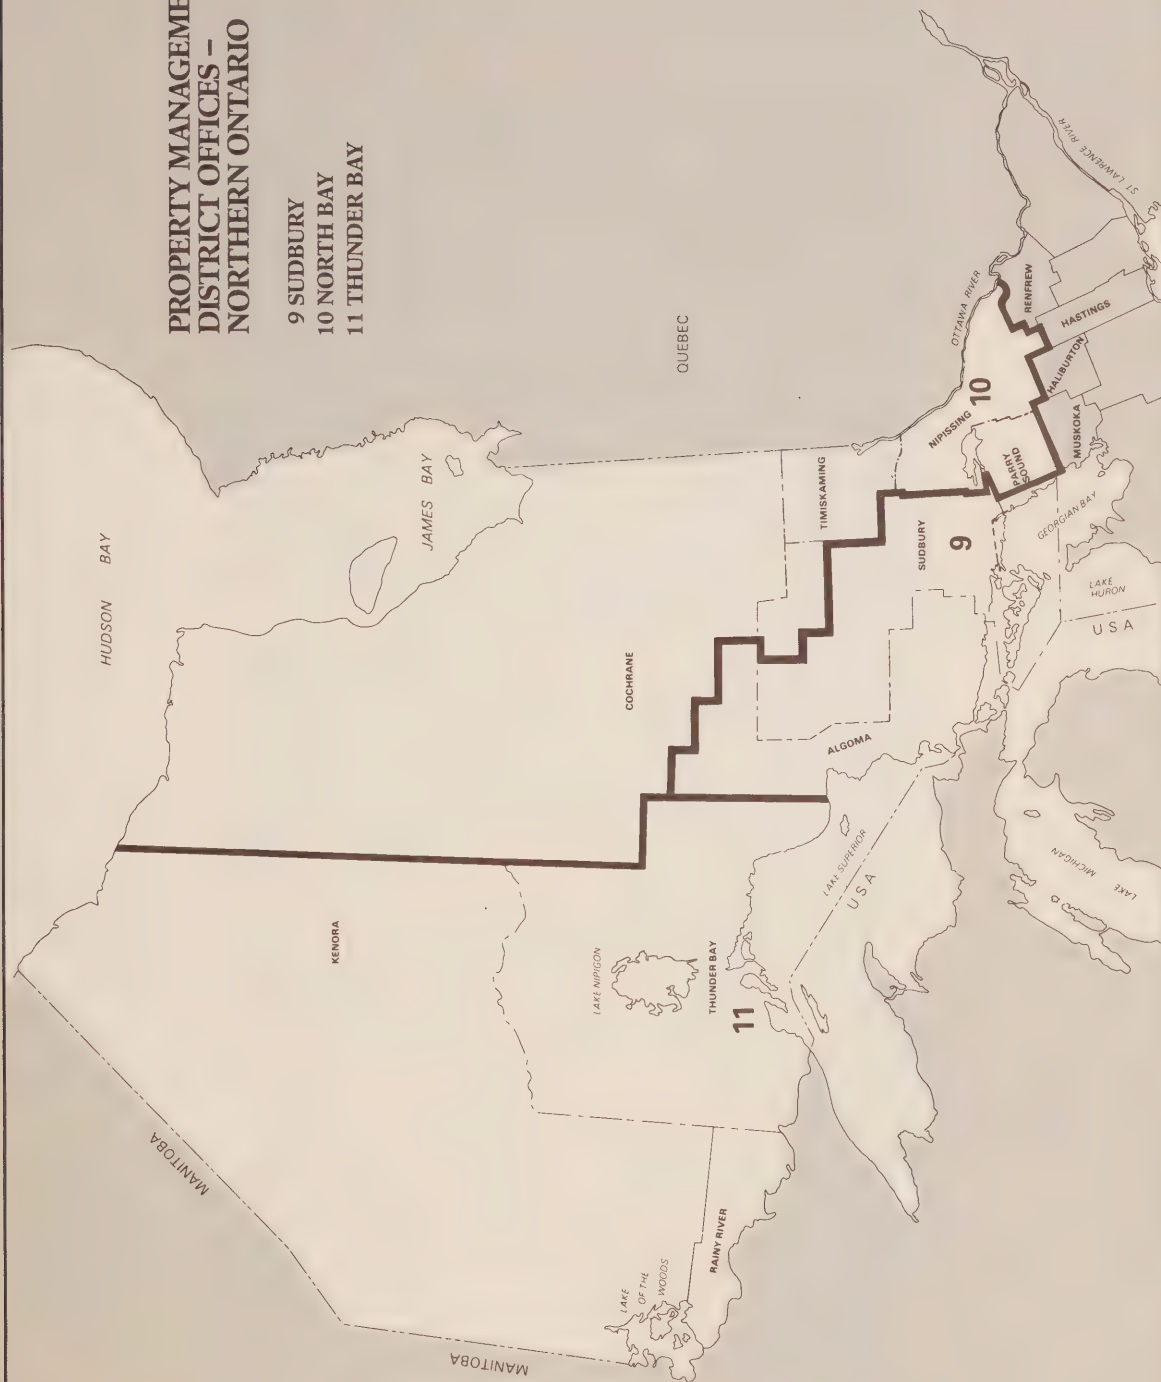 PROPERTY MANAGEME
DISTRICT OFFICES –
NORTHERN ONTARIO
9 SUDBURY
10 NORTH BAY
11 THUNDER BAY
HUDSON BAY
JAMES BAY
QUEBEC
MANITOBA
MANITOBA
KENORA
COCHRANE
LAKE NIPIGON
THUNDER BAY
11
LAKE
OF THE
WOODS
RAINY RIVER
LAKE SUPERIOR
USA
ALGOMA
TIMISKAMING
SUDBURY
9
NIPISSING
10
PARRY
SOUND
OTTAWA RIVER
RENFREW
HASTINGS
HALIBURTON
MUSKOKA
GEORGIAN BAY
LAKE
HURON
USA
LAKE
MICHIGAN
ST LAWRENCE RIVER